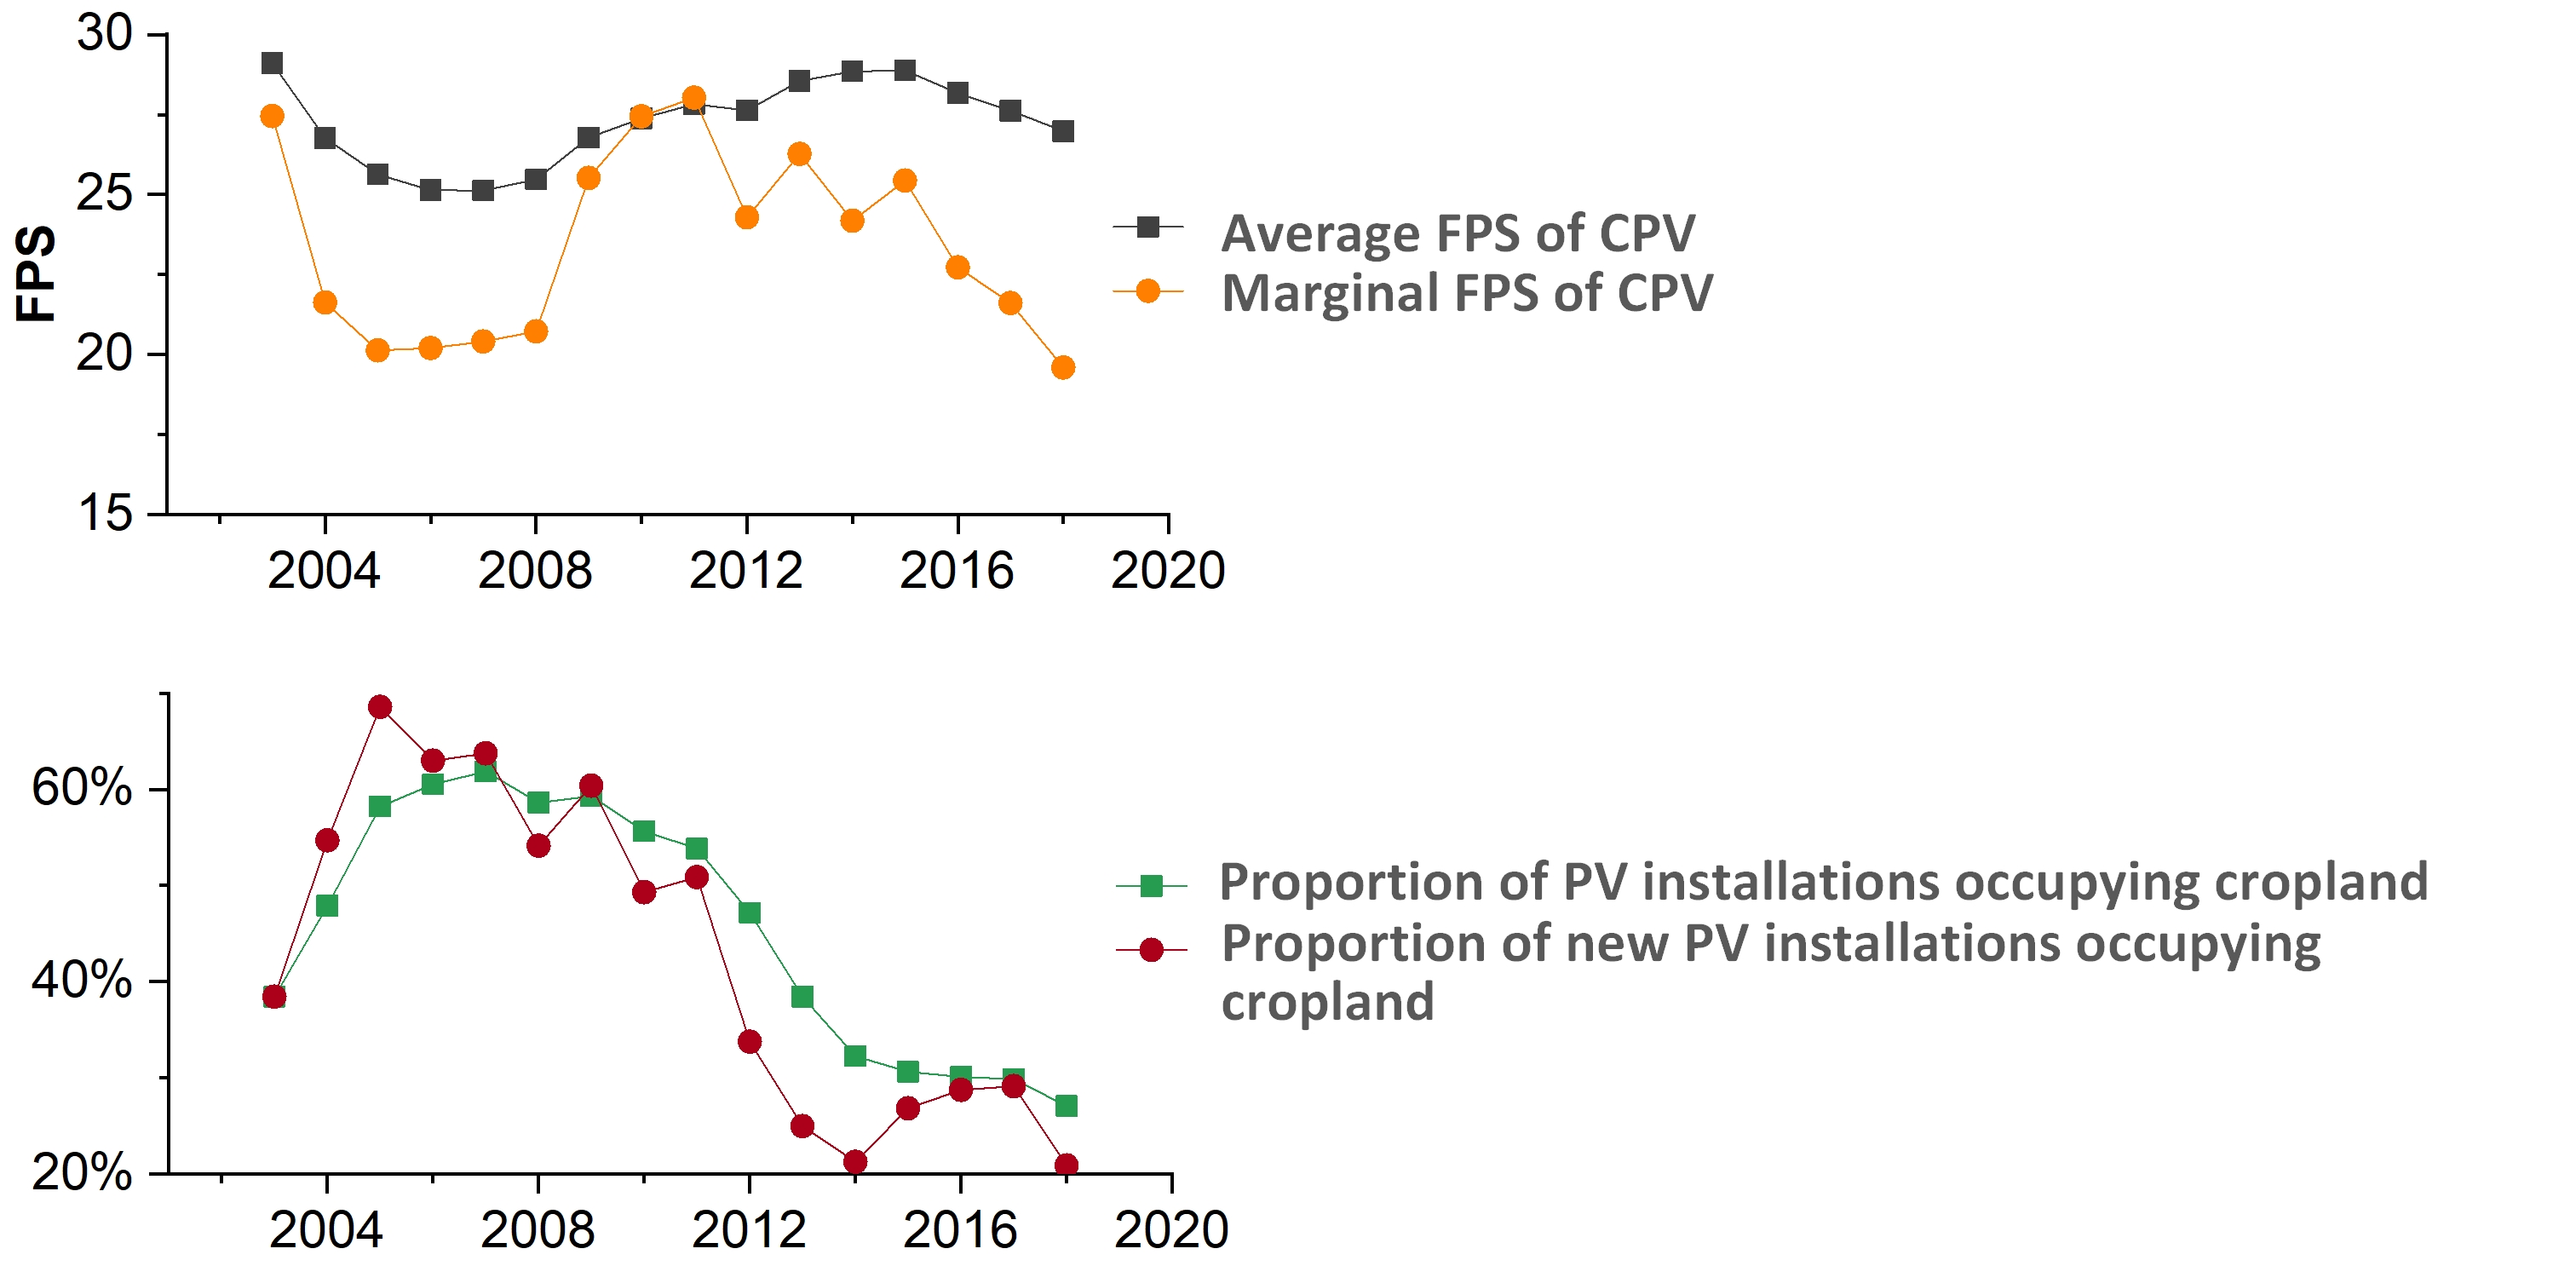 30
25
20
15
FPS
2004 2008 2012 2016 2020
Average FPS of CPV
Marginal FPS of CPV
60%
40%
20%
2004 2008 2012 2016 2020
Proportion of PV installations occupying cropland
Proportion of new PV installations occupying
cropland